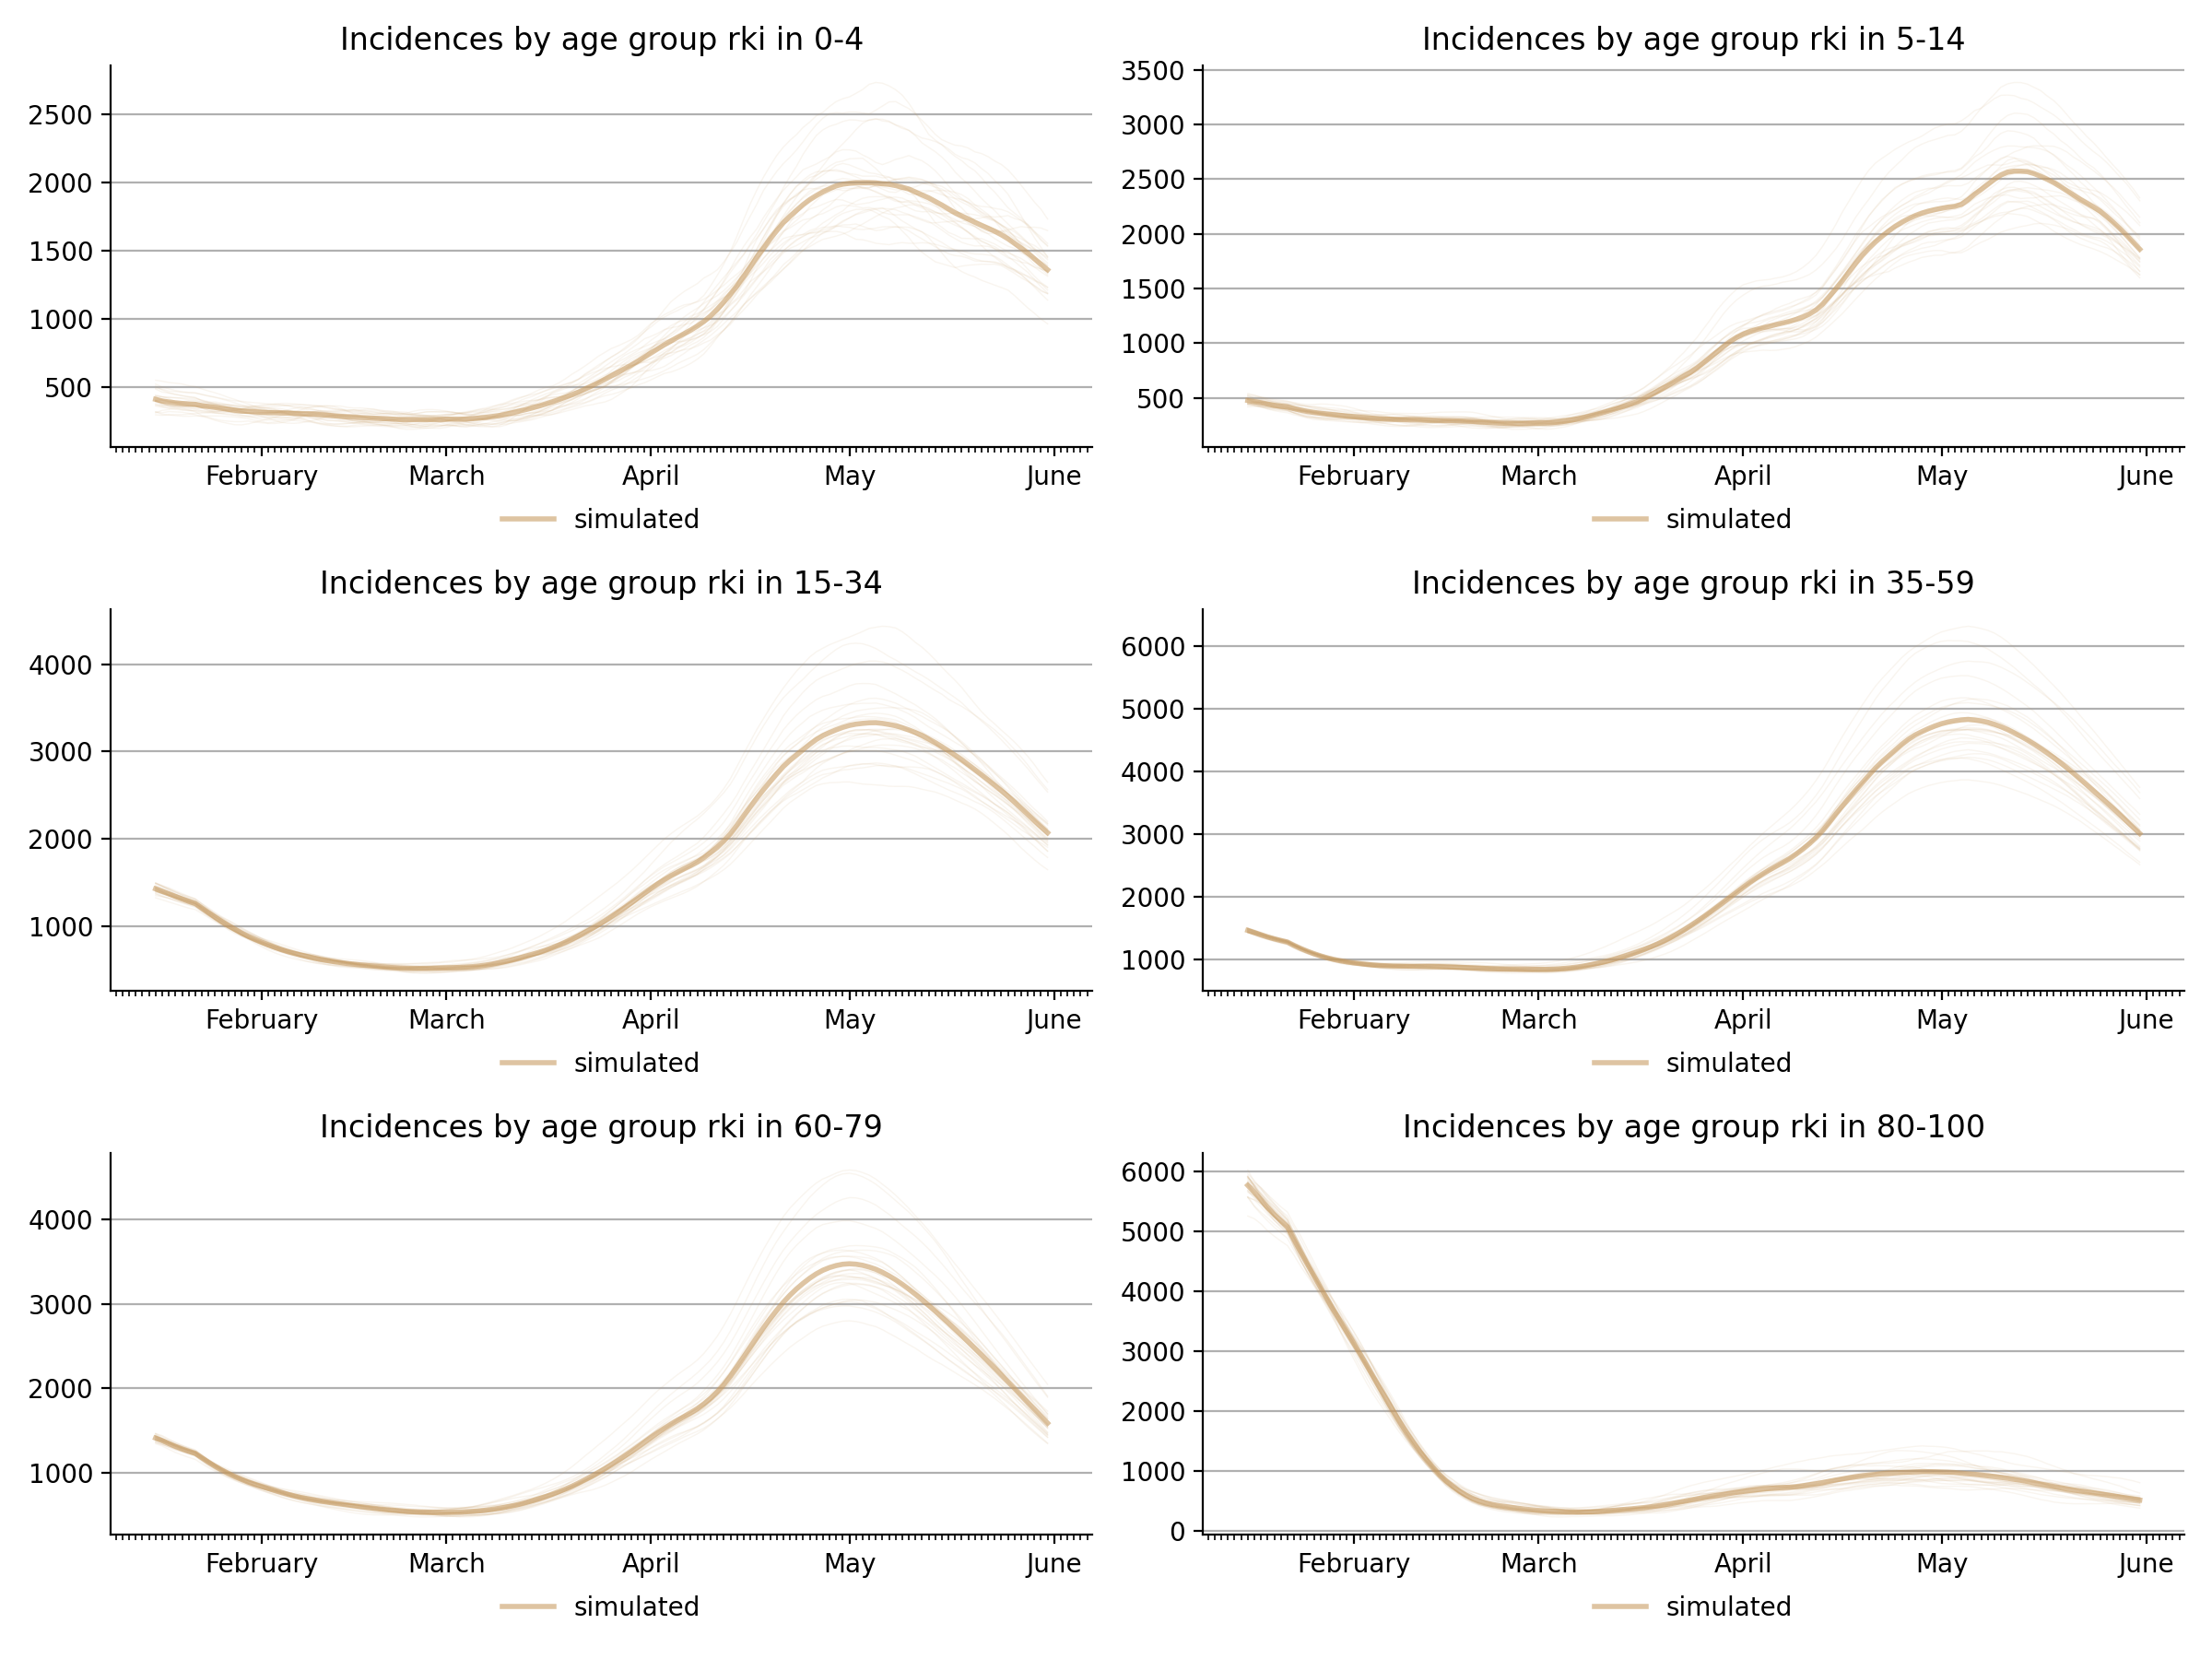 Incidences by age group rki in 0-4
2500
2000
1500
1000
500
February March April May June
simulated
Incidences by age group rki in 5-14
3500
3000
2500
2000
1500
1000
500
February March April May June
simulated
Incidences by age group rki in 15-34
4000
3000
2000
1000
February March April May June
simulated
Incidences by age group rki in 35-59
6000
5000
4000
3000
2000
1000
February March April May June
simulated
Incidences by age group rki in 60-79
4000
3000
2000
1000
February March April May June
simulated
Incidences by age group rki in 80-100
6000
5000
4000
3000
2000
1000
0
February March April May June
simulated